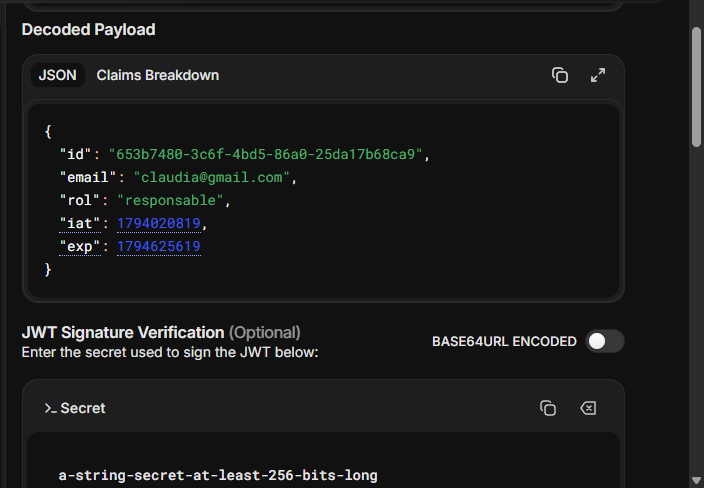 Decoded Payload
JSON Claims Breakdown
{
"id": "653b7480-3c6f-4bd5-86a0-25da17b68ca9",
"email": "claudia@gmail.com",
"rol": "responsable",
"iat": 1794020819,
"exp": 1794625619
}
JWT Signature Verification (Optional)
Enter the secret used to sign the JWT below:
BASE64URL ENCODED
>_ Secret
a-string-secret-at-least-256-bits-long